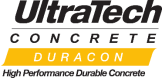 UltraTech
CONCRETE
DURACON
High Performance Durable Concrete